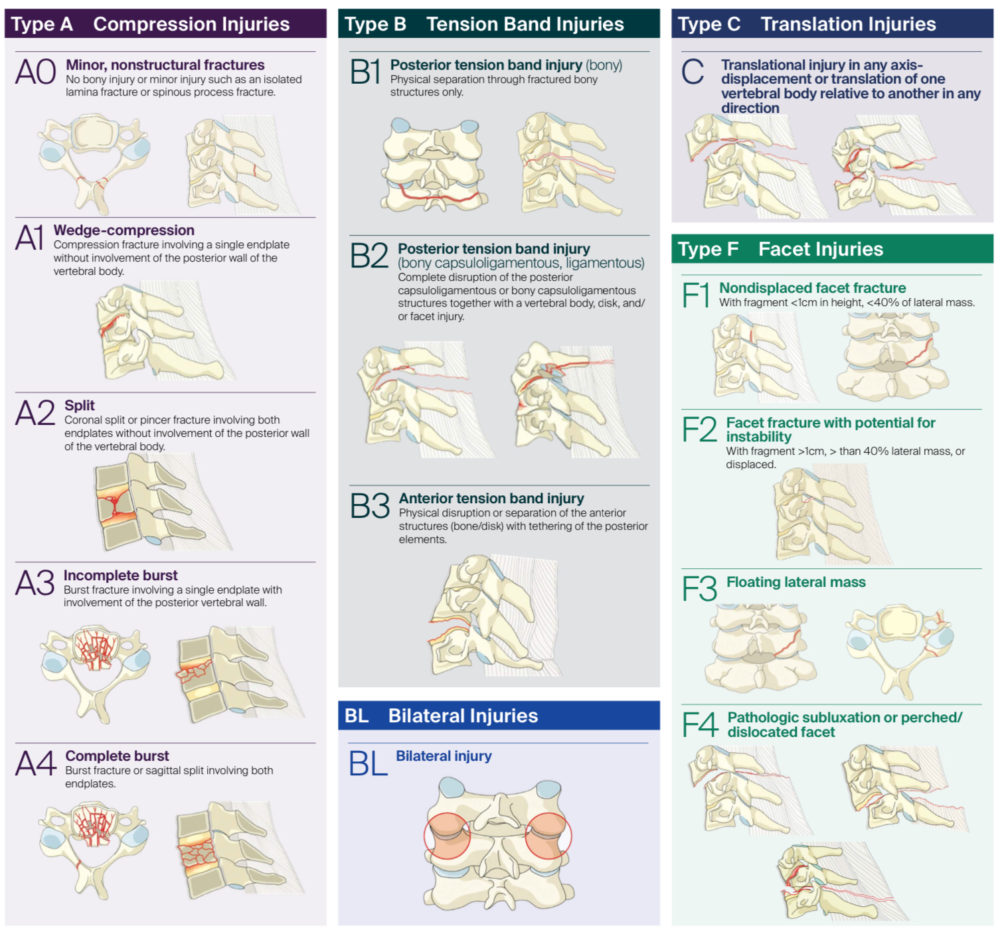 Type A Compression Injuries
A0 Minor, nonstructural fractures
No bony injury or minor injury such as an isolated
lamina fracture or spinous process fracture.
A1 Wedge-compression
Compression fracture involving a single endplate
without involvement of the posterior wall of the
vertebral body.
A2 Split
Coronal split or pincer fracture involving both
endplates without involvement of the posterior wall
of the vertebral body.
A3 Incomplete burst
Burst fracture involving a single endplate with
involvement of the posterior vertebral wall.
A4 Complete burst
Burst fracture or sagittal split involving both
endplates.
Type B Tension Band Injuries
B1 Posterior tension band injury (bony)
Physical separation through fractured bony
structures only.
B2 Posterior tension band injury
(bony capsuloligamentous, ligamentous)
Complete disruption of the posterior
capsuloligamentous or bony capsuloligamentous
structures together with a vertebral body, disk, and/
or facet injury.
B3 Anterior tension band injury
Physical disruption or separation of the anterior
structures (bone/disk) with tethering of the posterior
elements.
BL Bilateral Injuries
BL Bilateral injury
Type C Translation Injuries
C Translational injury in any axis-
displacement or translation of one
vertebral body relative to another in any
direction
Type F Facet Injuries
F1 Nondisplaced facet fracture
With fragment <1cm in height, <40% of lateral mass.
F2 Facet fracture with potential for
instability
With fragment >1cm, > than 40% lateral mass, or
displaced.
F3 Floating lateral mass
F4 Pathologic subluxation or perched/
dislocated facet